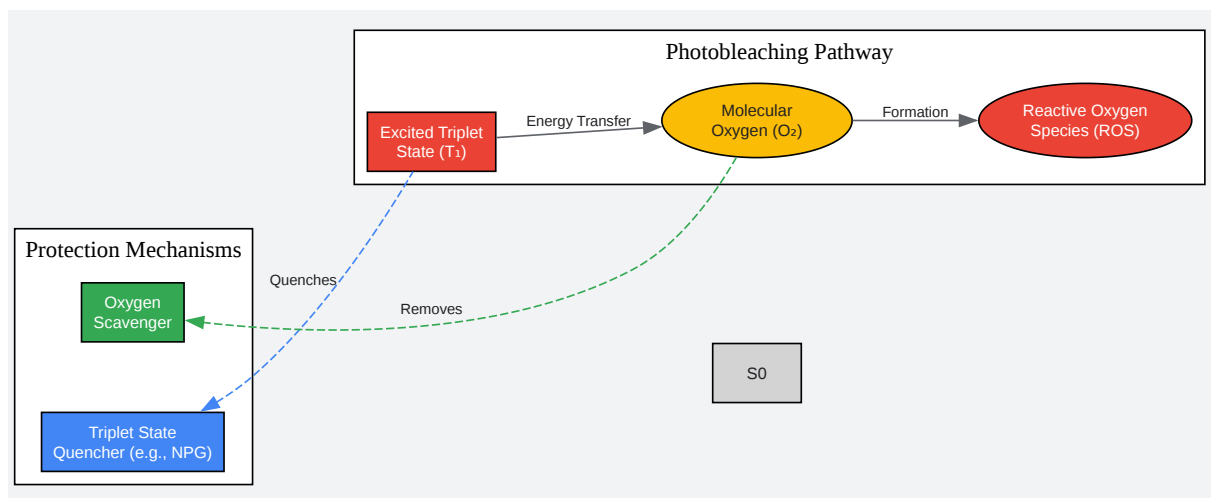 Photobleaching Pathway
Excited Triplet
State (T₁)
Energy Transfer
Molecular
Oxygen (O₂)
Formation
Reactive Oxygen
Species (ROS)
Protection Mechanisms
Oxygen
Scavenger
Quenches
Removes
S0
Triplet State
Quencher (e.g., NPG)